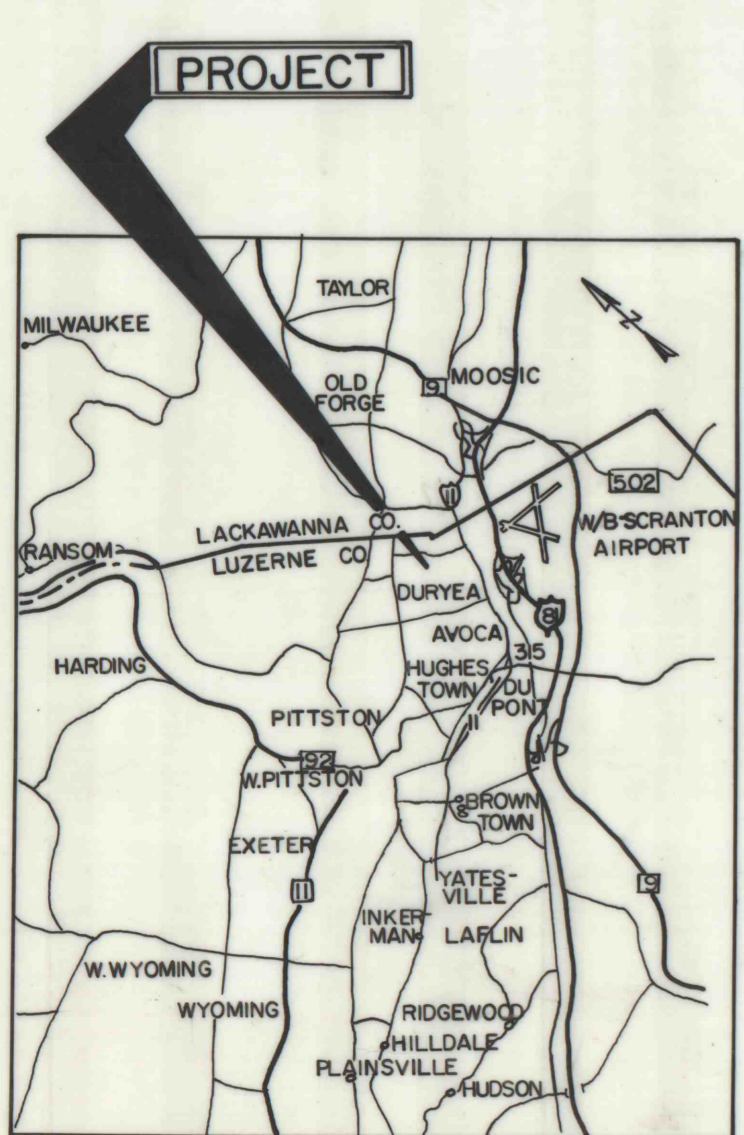 PROJECT
TAYLOR
MILWAUKEE
N
9
MOOSIC
OLD
FORGE
502
11
LACKAWANNA CO.
W/B SCRANTON
AIRPORT
RANSOM
LUZERNE CO.
DURYEA
81
AVOCA
315
HARDING
HUGHES
TOWN
DU
PONT
11
PITTSTON
92
W. PITTSTON
BROWN
TOWN
EXETER
11
YATES-
VILLE
9
INKER-
MAN
LAFLIN
W. WYOMING
WYOMING
RIDGEWOOD
HILLDALE
PLAINSVILLE
HUDSON